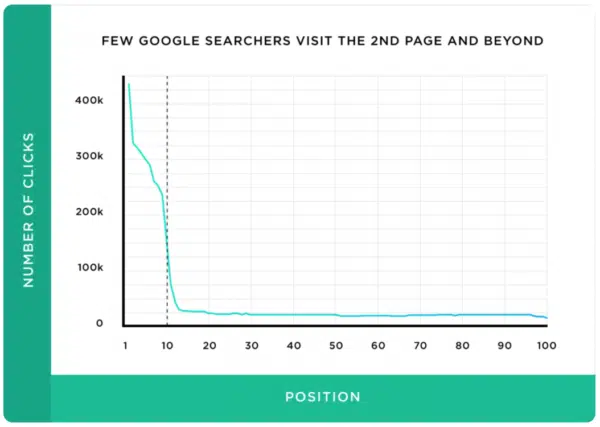 FEW GOOGLE SEARCHERS VISIT THE 2ND PAGE AND BEYOND
NUMBER OF CLICKS
400k
300k
200k
100k
0
1 10 20 30 40 50 60 70 80 90 100
POSITION